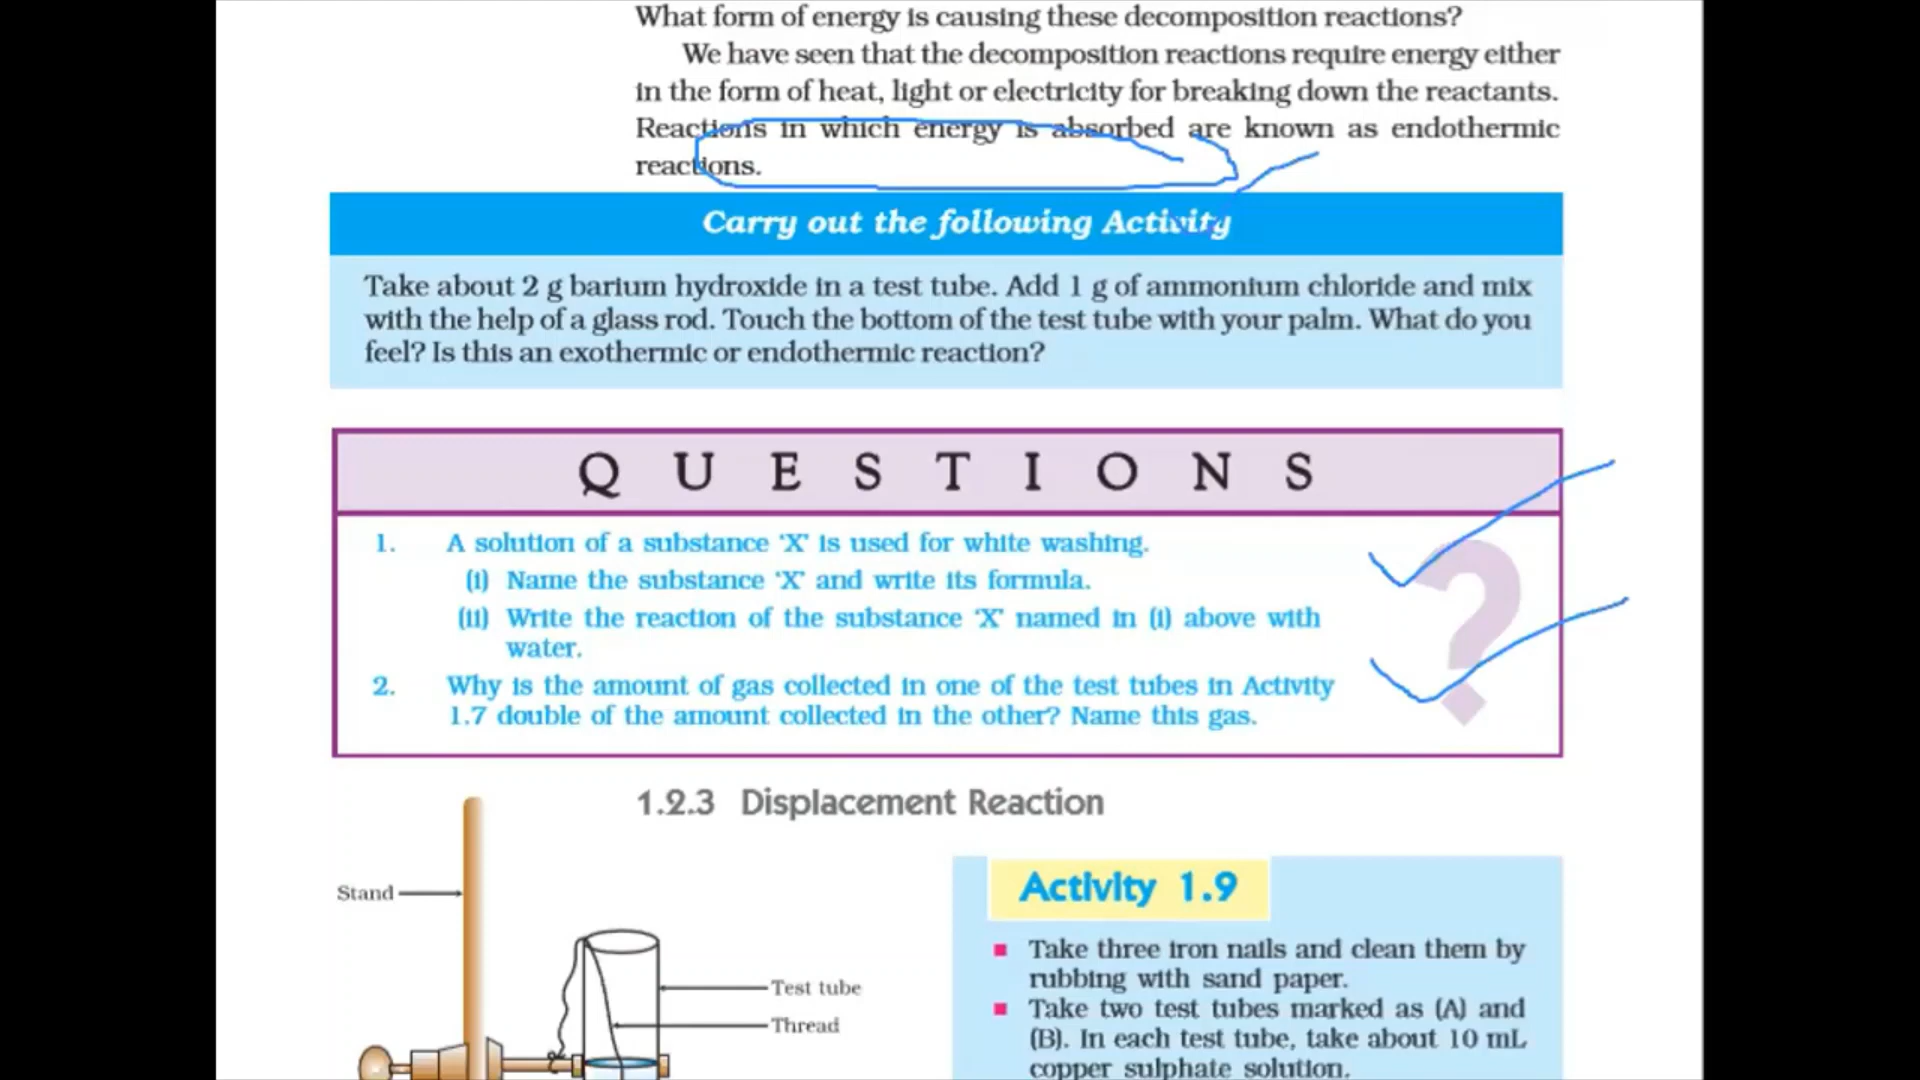 What form of energy is causing these decomposition reactions?
We have seen that the decomposition reactions require energy either
in the form of heat, light or electricity for breaking down the reactants.
Reactions in which energy is absorbed are known as endothermic
reactions.
Carry out the following Activity
Take about 2 g barium hydroxide in a test tube. Add 1 g of ammonium chloride and mix
with the help of a glass rod. Touch the bottom of the test tube with your palm. What do you
feel? Is this an exothermic or endothermic reaction?
QUESTIONS
1. A solution of a substance ‘X’ is used for white washing.
(i) Name the substance ‘X’ and write its formula.
(ii) Write the reaction of the substance ‘X’ named in (i) above with
water.
2. Why is the amount of gas collected in one of the test tubes in Activity
1.7 double of the amount collected in the other? Name this gas.
?
1.2.3 Displacement Reaction
Stand
Test tube
Thread
Activity 1.9
Take three iron nails and clean them by
rubbing with sand paper.
Take two test tubes marked as (A) and
(B). In each test tube, take about 10 mL
copper sulphate solution.